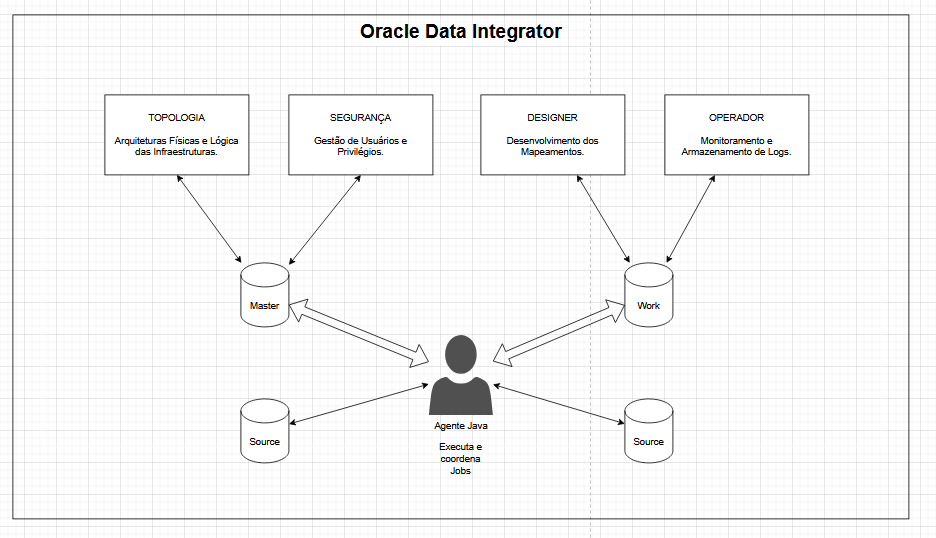 Oracle Data Integrator
TOPOLOGIA
Arquiteturas Físicas e Lógica
das Infraestruturas.
SEGURANÇA
Gestão de Usuários e
Privilégios.
DESIGNER
Desenvolvimento dos
Mapeamentos.
OPERADOR
Monitoramento e
Armazenamento de Logs.
Master
Work
Source
Agente Java
Executa e
coordena
Jobs
Source